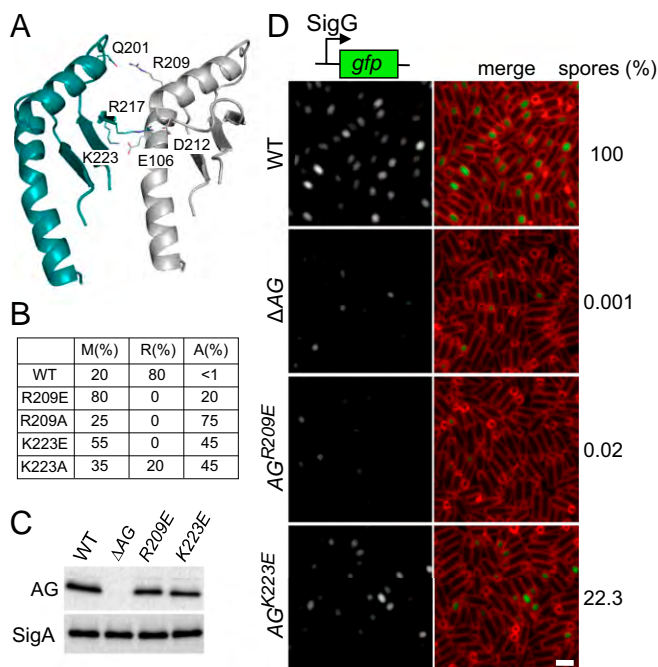 A
Q201
R209
R217
D212
K223
E106
B
M(%) R(%) A(%)
WT 20 80 <1
R209E 80 0 20
R209A 25 0 75
K223E 55 0 45
K223A 35 20 45
C
WT ΔAG R209E K223E
AG
SigA
D
SigG
gfp
merge spores (%)
WT 100
ΔAG 0.001
AG^R209E 0.02
AG^K223E 22.3